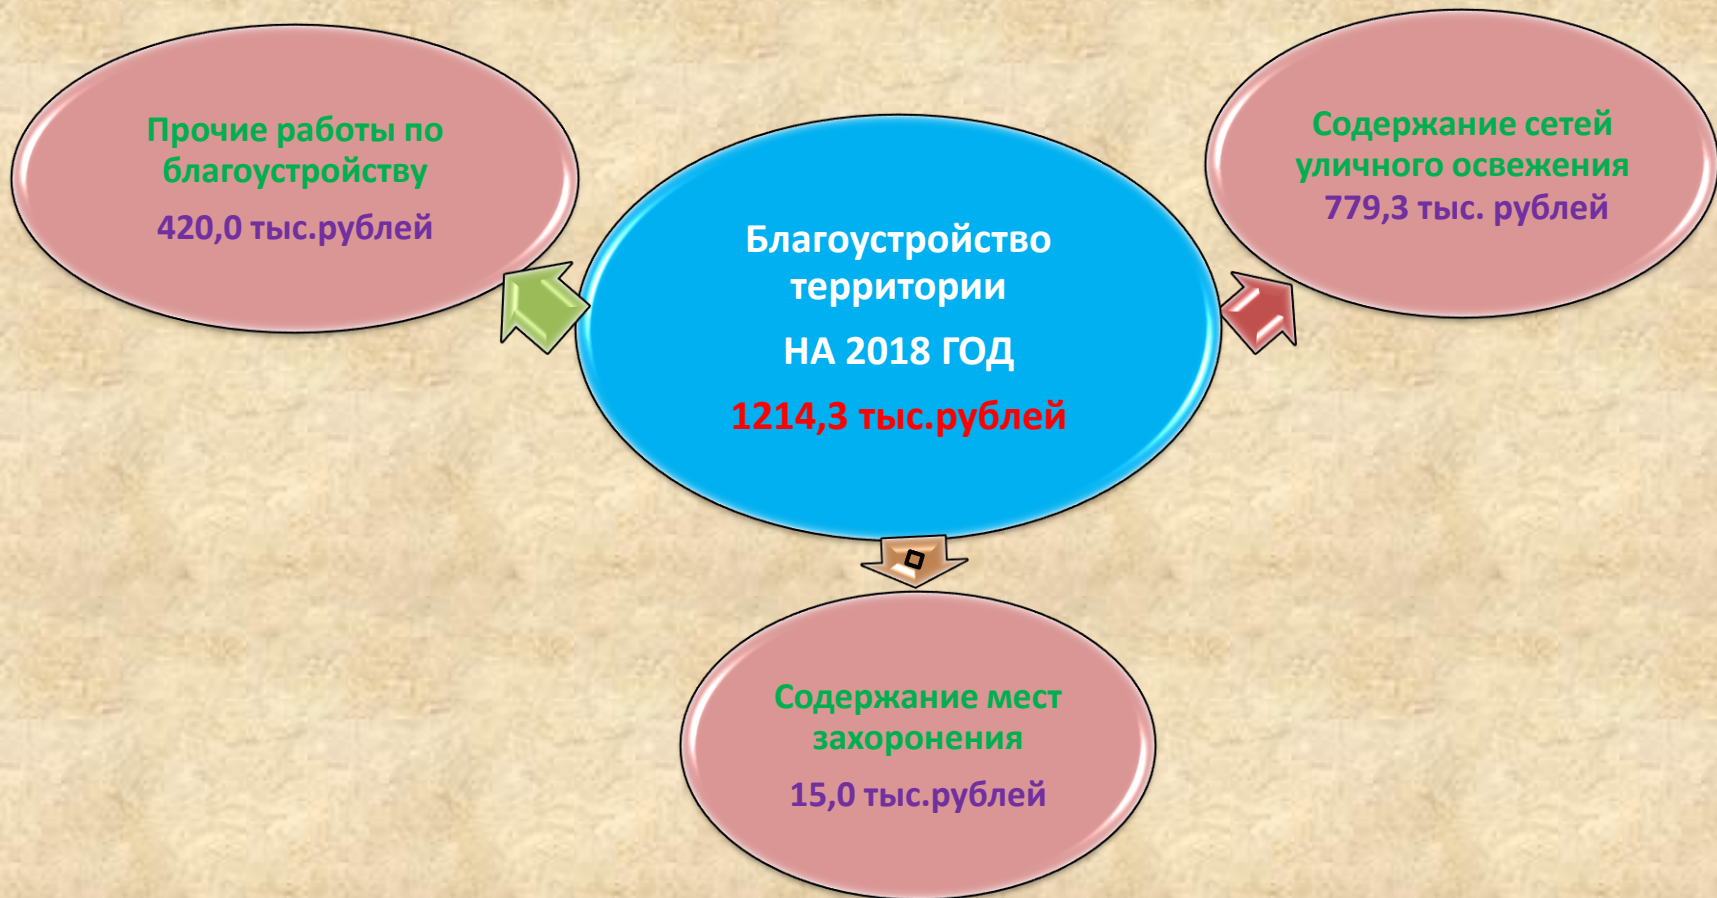 Прочие работы по
благоустройству
420,0 тыс.рублей
Благоустройство
территории
НА 2018 ГОД
1214,3 тыс.рублей
Содержание сетей
уличного освежения
779,3 тыс. рублей
Содержание мест
захоронения
15,0 тыс.рублей